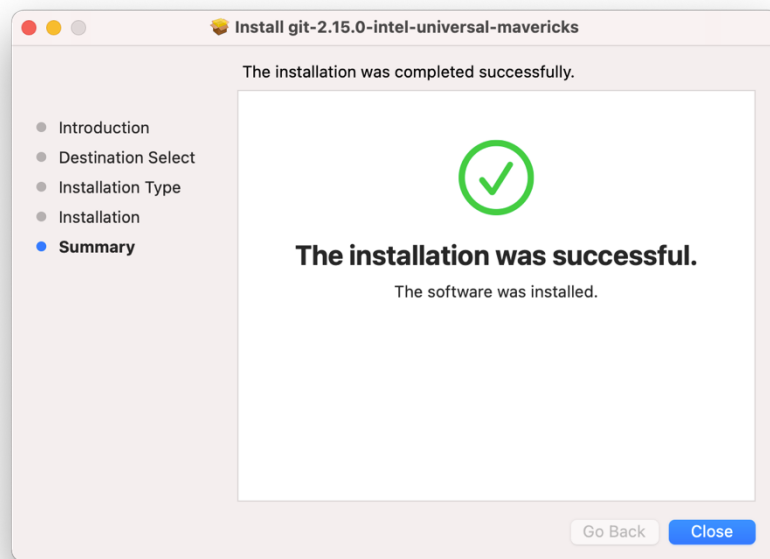 Install git-2.15.0-intel-universal-mavericks
The installation was completed successfully.
Introduction
Destination Select
Installation Type
Installation
Summary
The installation was successful.
The software was installed.
Go Back
Close